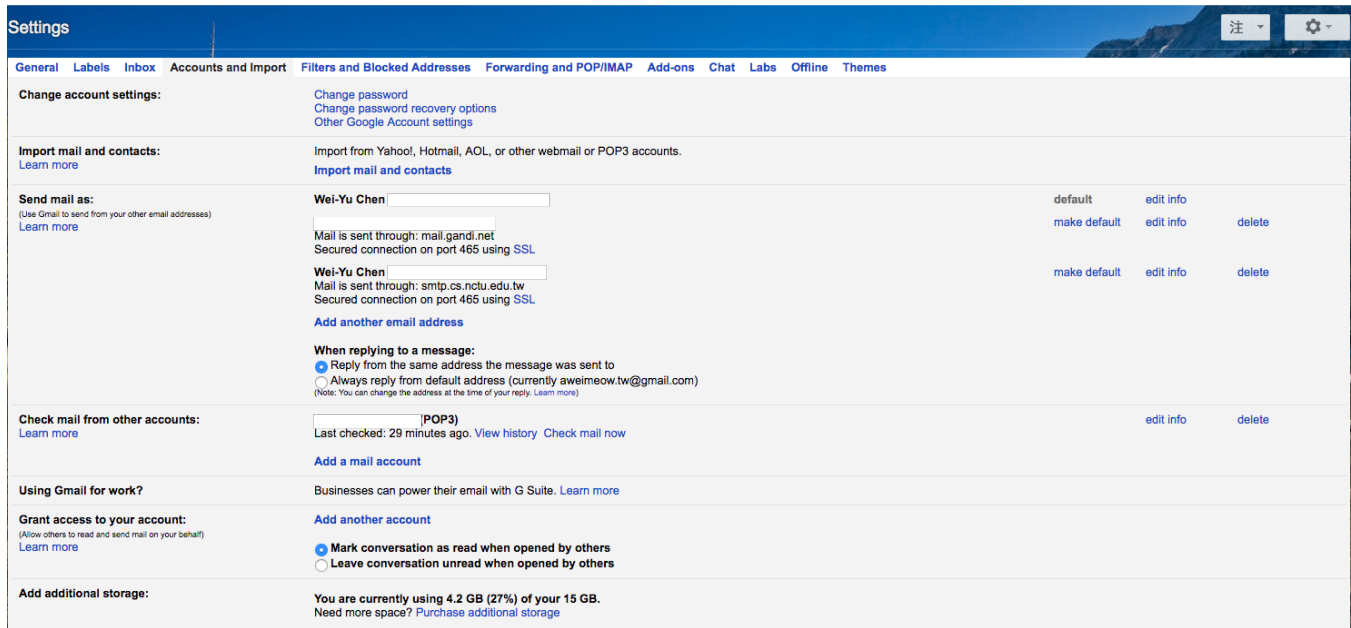 Settings
注
General Labels Inbox Accounts and Import Filters and Blocked Addresses Forwarding and POP/IMAP Add-ons Chat Labs Offline Themes
Change account settings:
Change password
Change password recovery options
Other Google Account settings
Import mail and contacts:
Learn more
Import from Yahoo!, Hotmail, AOL, or other webmail or POP3 accounts.
Import mail and contacts
Send mail as:
(Use Gmail to send from your other email addresses)
Learn more
Wei-Yu Chen
default edit info
make default edit info delete
Mail is sent through: mail.gandi.net
Secured connection on port 465 using SSL
Wei-Yu Chen
make default edit info delete
Mail is sent through: smtp.cs.nctu.edu.tw
Secured connection on port 465 using SSL
Add another email address
When replying to a message:
Reply from the same address the message was sent to
Always reply from default address (currently aweimeow.tw@gmail.com)
(Note: You can change the address at the time of your reply. Learn more)
Check mail from other accounts:
Learn more
(POP3)
edit info delete
Last checked: 29 minutes ago. View history Check mail now
Add a mail account
Using Gmail for work?
Businesses can power their email with G Suite. Learn more
Grant access to your account:
(Allow others to read and send mail on your behalf)
Learn more
Add another account
Mark conversation as read when opened by others
Leave conversation unread when opened by others
Add additional storage:
You are currently using 4.2 GB (27%) of your 15 GB.
Need more space? Purchase additional storage